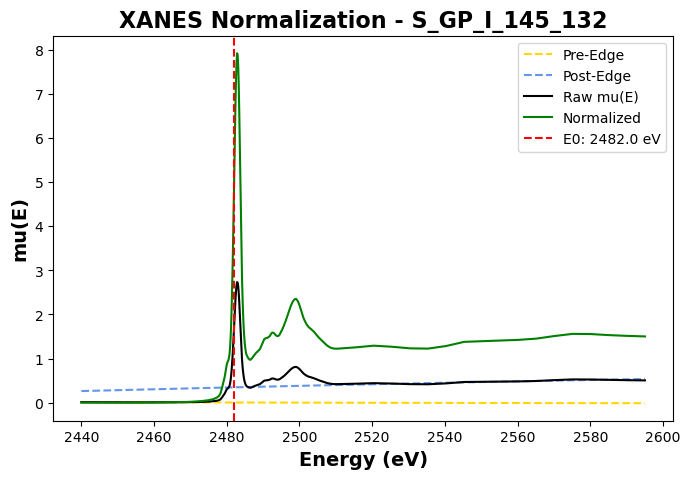 XANES Normalization - S_GP_I_145_132
mu(E)
8
7
6
5
4
3
2
1
0
Pre-Edge
Post-Edge
Raw mu(E)
Normalized
E0: 2482.0 eV
2440 2460 2480 2500 2520 2540 2560 2580 2600
Energy (eV)